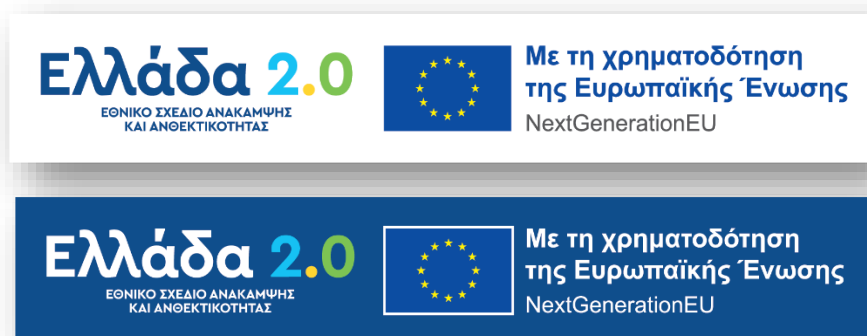 Ελλάδα 2.0
ΕΘΝΙΚΟ ΣΧΕΔΙΟ ΑΝΑΚΑΜΨΗΣ
ΚΑΙ ΑΝΘΕΚΤΙΚΟΤΗΤΑΣ
Με τη χρηματοδότηση
της Ευρωπαϊκής Ένωσης
NextGenerationEU
Ελλάδα 2.0
ΕΘΝΙΚΟ ΣΧΕΔΙΟ ΑΝΑΚΑΜΨΗΣ
ΚΑΙ ΑΝΘΕΚΤΙΚΟΤΗΤΑΣ
Με τη χρηματοδότηση
της Ευρωπαϊκής Ένωσης
NextGenerationEU